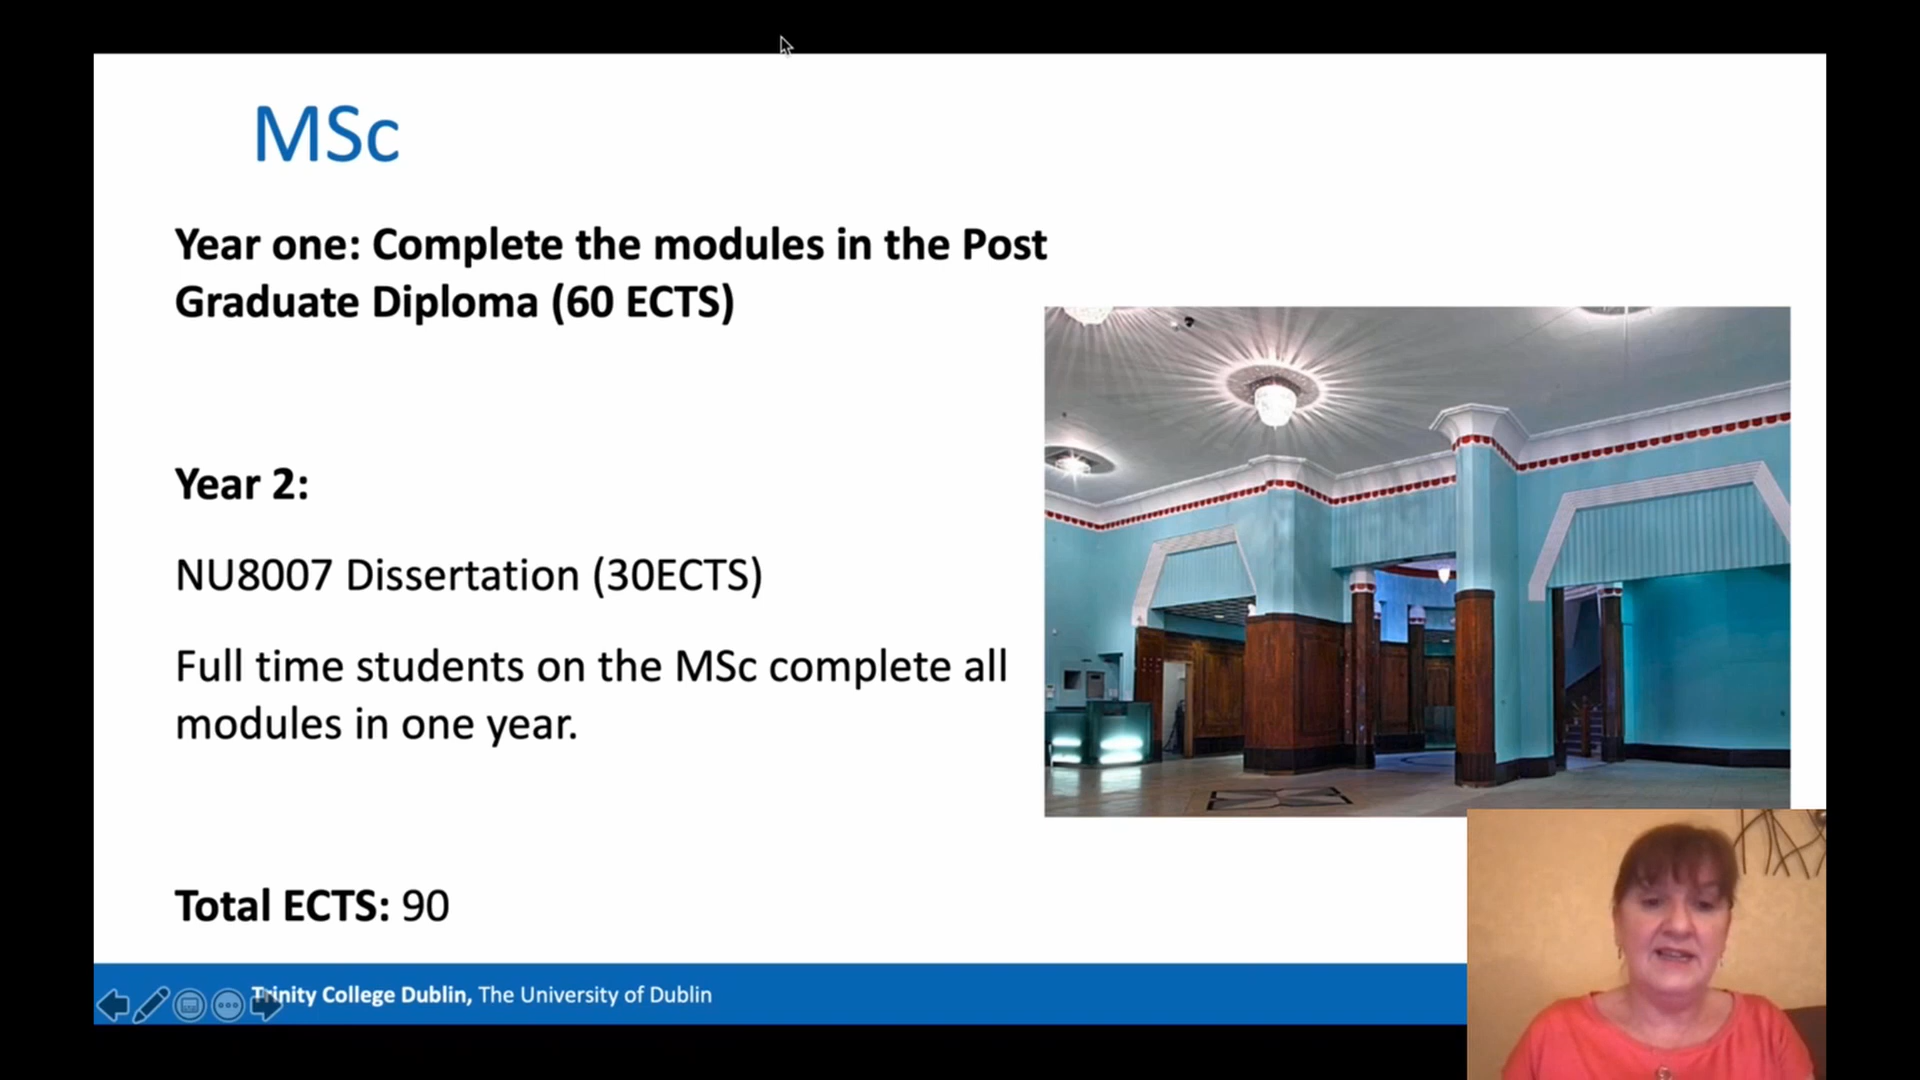 MSc
Year one: Complete the modules in the Post
Graduate Diploma (60 ECTS)
Year 2:
NU8007 Dissertation (30ECTS)
Full time students on the MSc complete all
modules in one year.
Total ECTS: 90
Trinity College Dublin, The University of Dublin